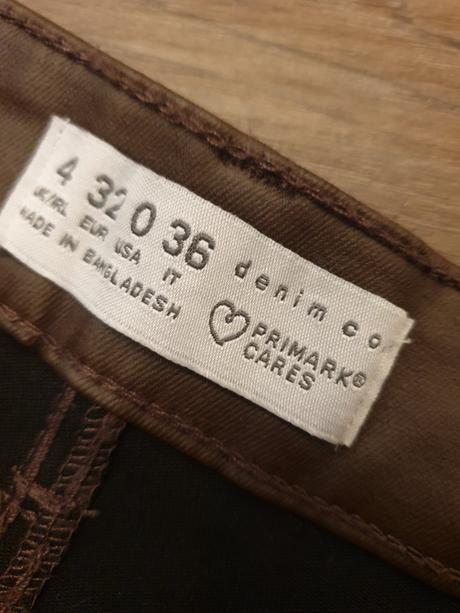 4 32 0 36
UK/IRL EUR USA IT
MADE IN BANGLADESH
denim co.
PRIMARK®
CARES